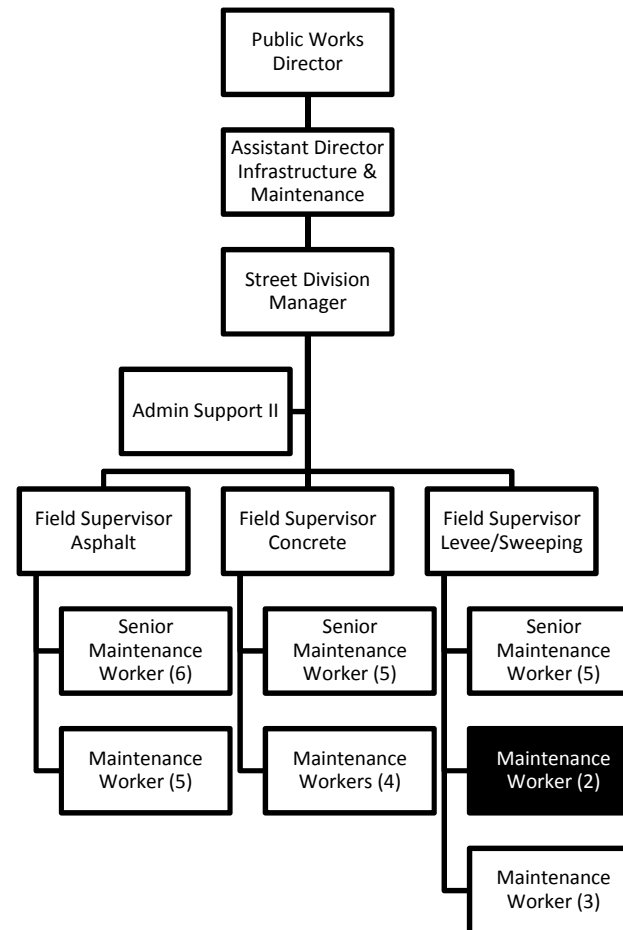 Public Works
Director
Assistant Director
Infrastructure &
Maintenance
Street Division
Manager
Admin Support II
Field Supervisor
Asphalt
Field Supervisor
Concrete
Field Supervisor
Levee/Sweeping
Senior
Maintenance
Worker (6)
Senior
Maintenance
Worker (5)
Senior
Maintenance
Worker (5)
Maintenance
Worker (5)
Maintenance
Workers (4)
Maintenance
Worker (2)
Maintenance
Worker (3)